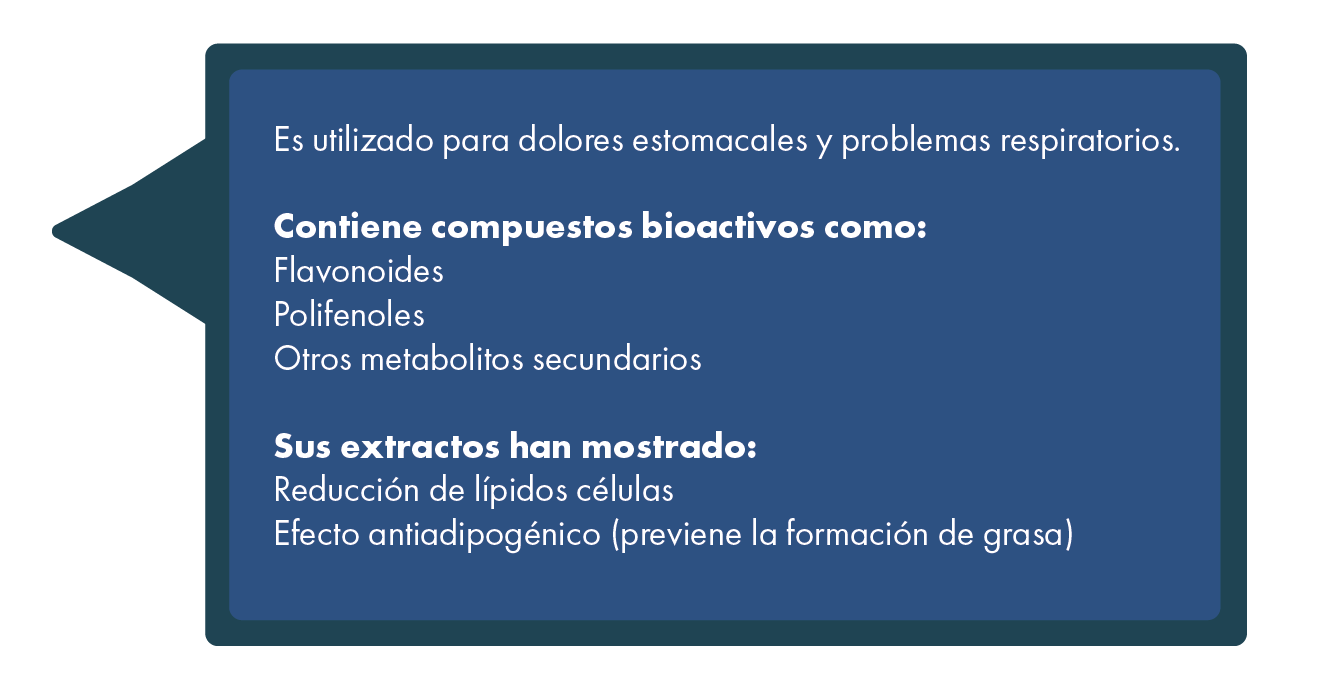 Es utilizado para dolores estomacales y problemas respiratorios.
Contiene compuestos bioactivos como:
Flavonoides
Polifenoles
Otros metabolitos secundarios
Sus extractos han mostrado:
Reducción de lípidos células
Efecto antiadipogénico (previene la formación de grasa)